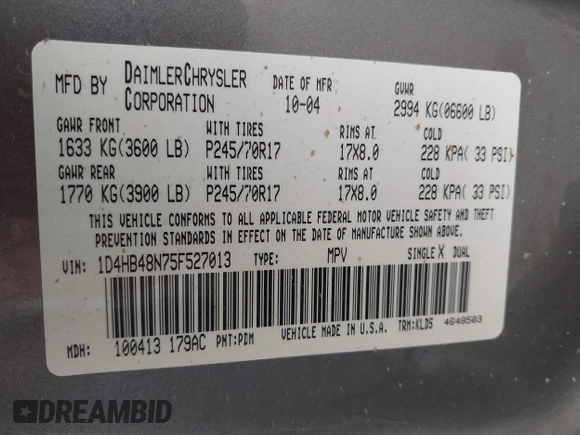 MFD BY DAIMLERCHRYSLER CORPORATION DATE OF MFR 10-04 GVWR 2994 KG(06600 LB)
GAWR FRONT WITH TIRES RIMS AT COLD
1633 KG(3600 LB) P245/70R17 17X8.0 228 KPA( 33 PSI)
GAWR REAR WITH TIRES RIMS AT COLD
1770 KG(3900 LB) P245/70R17 17X8.0 228 KPA( 33 PSI)
THIS VEHICLE CONFORMS TO ALL APPLICABLE FEDERAL MOTOR VEHICLE SAFETY AND THEFT
PREVENTION STANDARDS IN EFFECT ON THE DATE OF MANUFACTURE SHOWN ABOVE.
VIN: 1D4HB48N75F527013 TYPE: MPV SINGLE X DUAL
MDH: 100413 179AC PNT:PDM VEHICLE MADE IN U.S.A. TRM:KLD5 4648503
DREAMBID